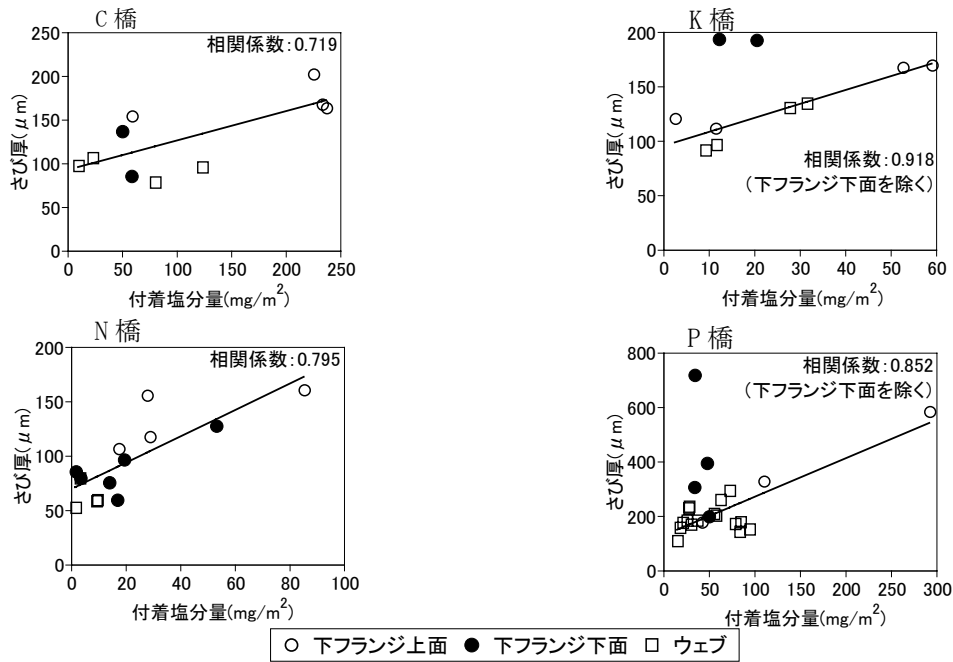 C橋
相関係数:0.719
250
200
150
100
50
0
さび厚(μm)
0 50 100 150 200 250
付着塩分量(mg/m²)
K橋
200
150
100
50
0
さび厚(μm)
相関係数:0.918
(下フランジ下面を除く)
0 10 20 30 40 50 60
付着塩分量(mg/m²)
N橋
相関係数:0.795
200
150
100
50
0
さび厚(μm)
0 20 40 60 80 100
付着塩分量(mg/m²)
P橋
相関係数:0.852
(下フランジ下面を除く)
800
600
400
200
0
さび厚(μm)
0 50 100 150 200 250 300
付着塩分量(mg/m²)
下フランジ上面 下フランジ下面 ウェブ